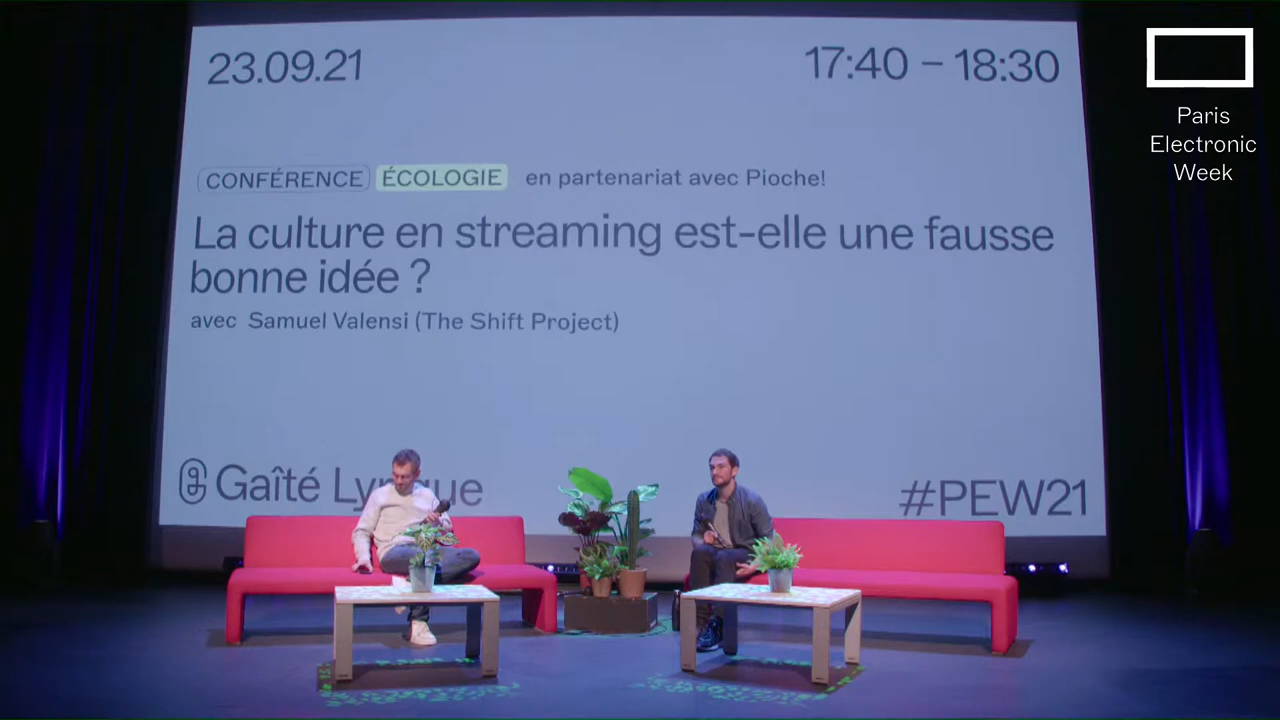 23.09.21
17:40 – 18:30
CONFÉRENCE ÉCOLOGIE en partenariat avec Pioche!
La culture en streaming est-elle une fausse
bonne idée ?
avec Samuel Valensi (The Shift Project)
Gaîté Lyrique
#PEW21
Paris
Electronic
Week